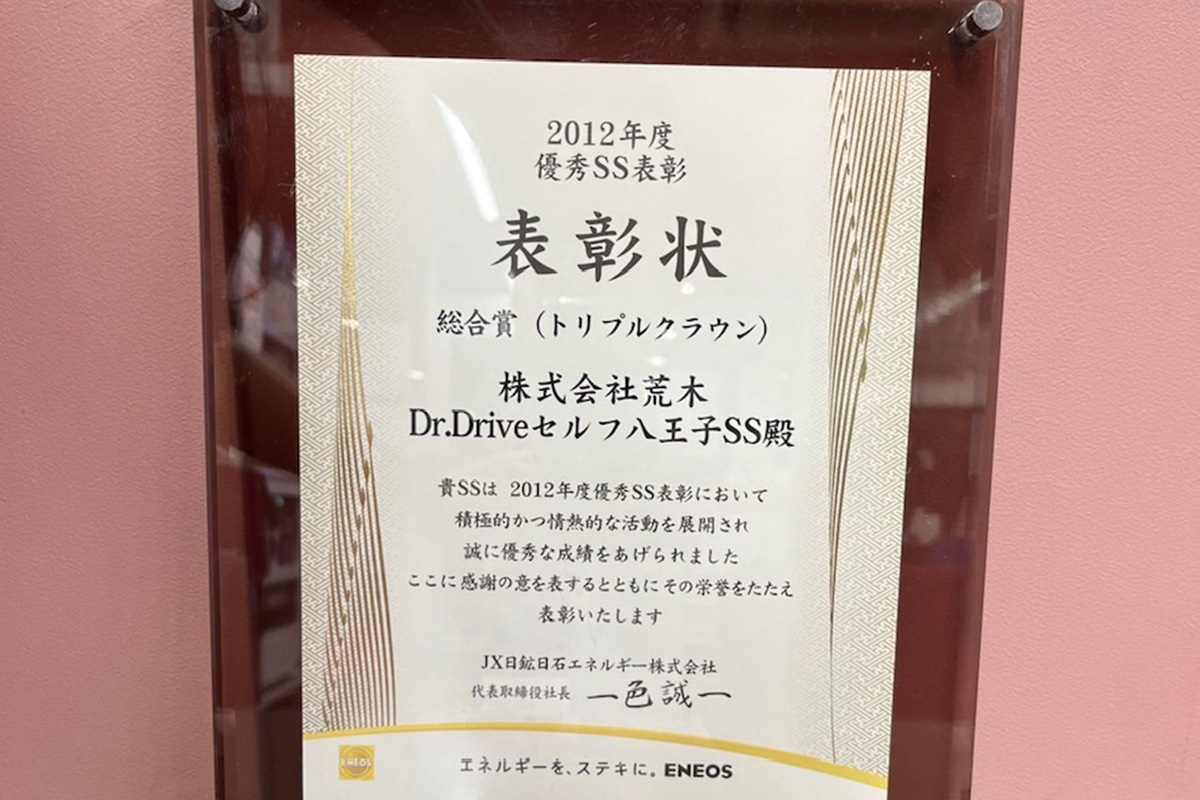 2012年度
優秀SS表彰
表彰状
総合賞（トリプルクラウン）
株式会社荒木
Dr.Driveセルフ八王子SS殿
貴SSは 2012年度優秀SS表彰において
積極的かつ情熱的な活動を展開され
誠に優秀な成績をあげられました
ここに感謝の意を表するとともにその栄誉をたたえ
表彰いたします
JX日鉱日石エネルギー株式会社
代表取締役社長 一色誠一
ENEOS
エネルギーを、ステキに。ENEOS